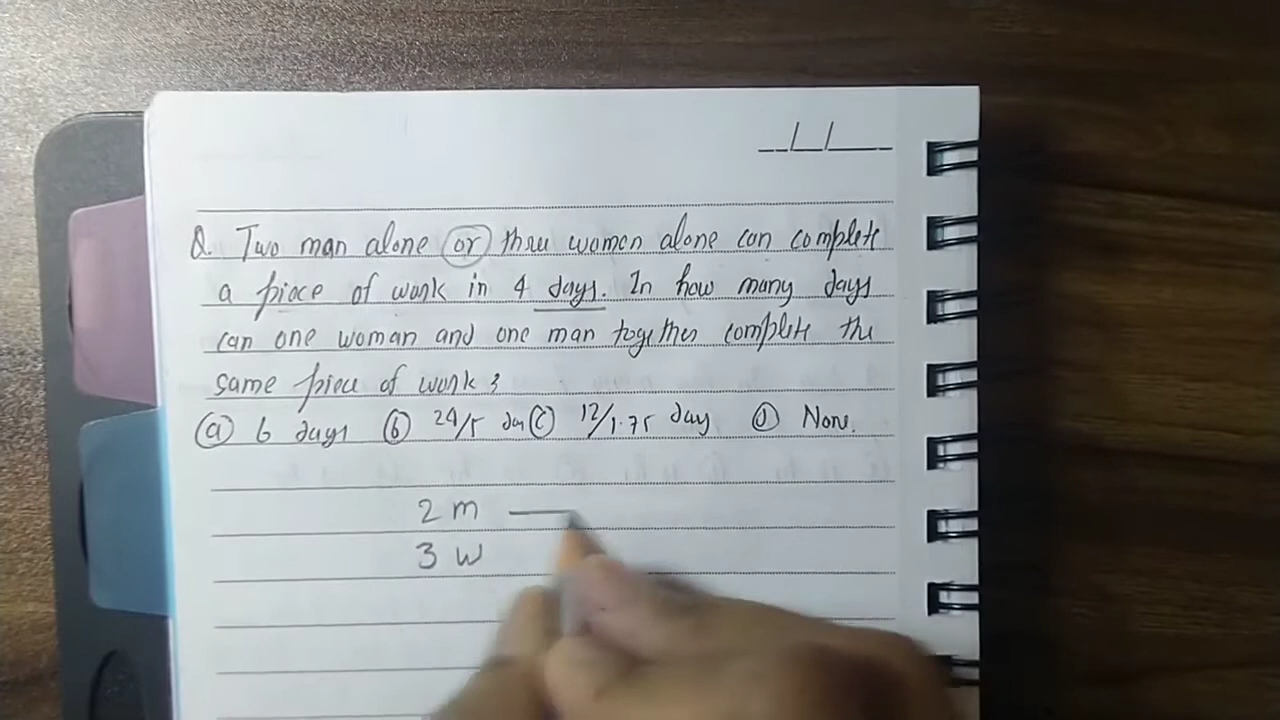 __/__/____
Q. Two man alone or three women alone can complete
a piece of work in 4 days. In how many days
can one woman and one man together complete the
same piece of work?
(a) 6 days (b) 24/5 day (c) 12/1.75 day (d) None.
2 m —
3 w